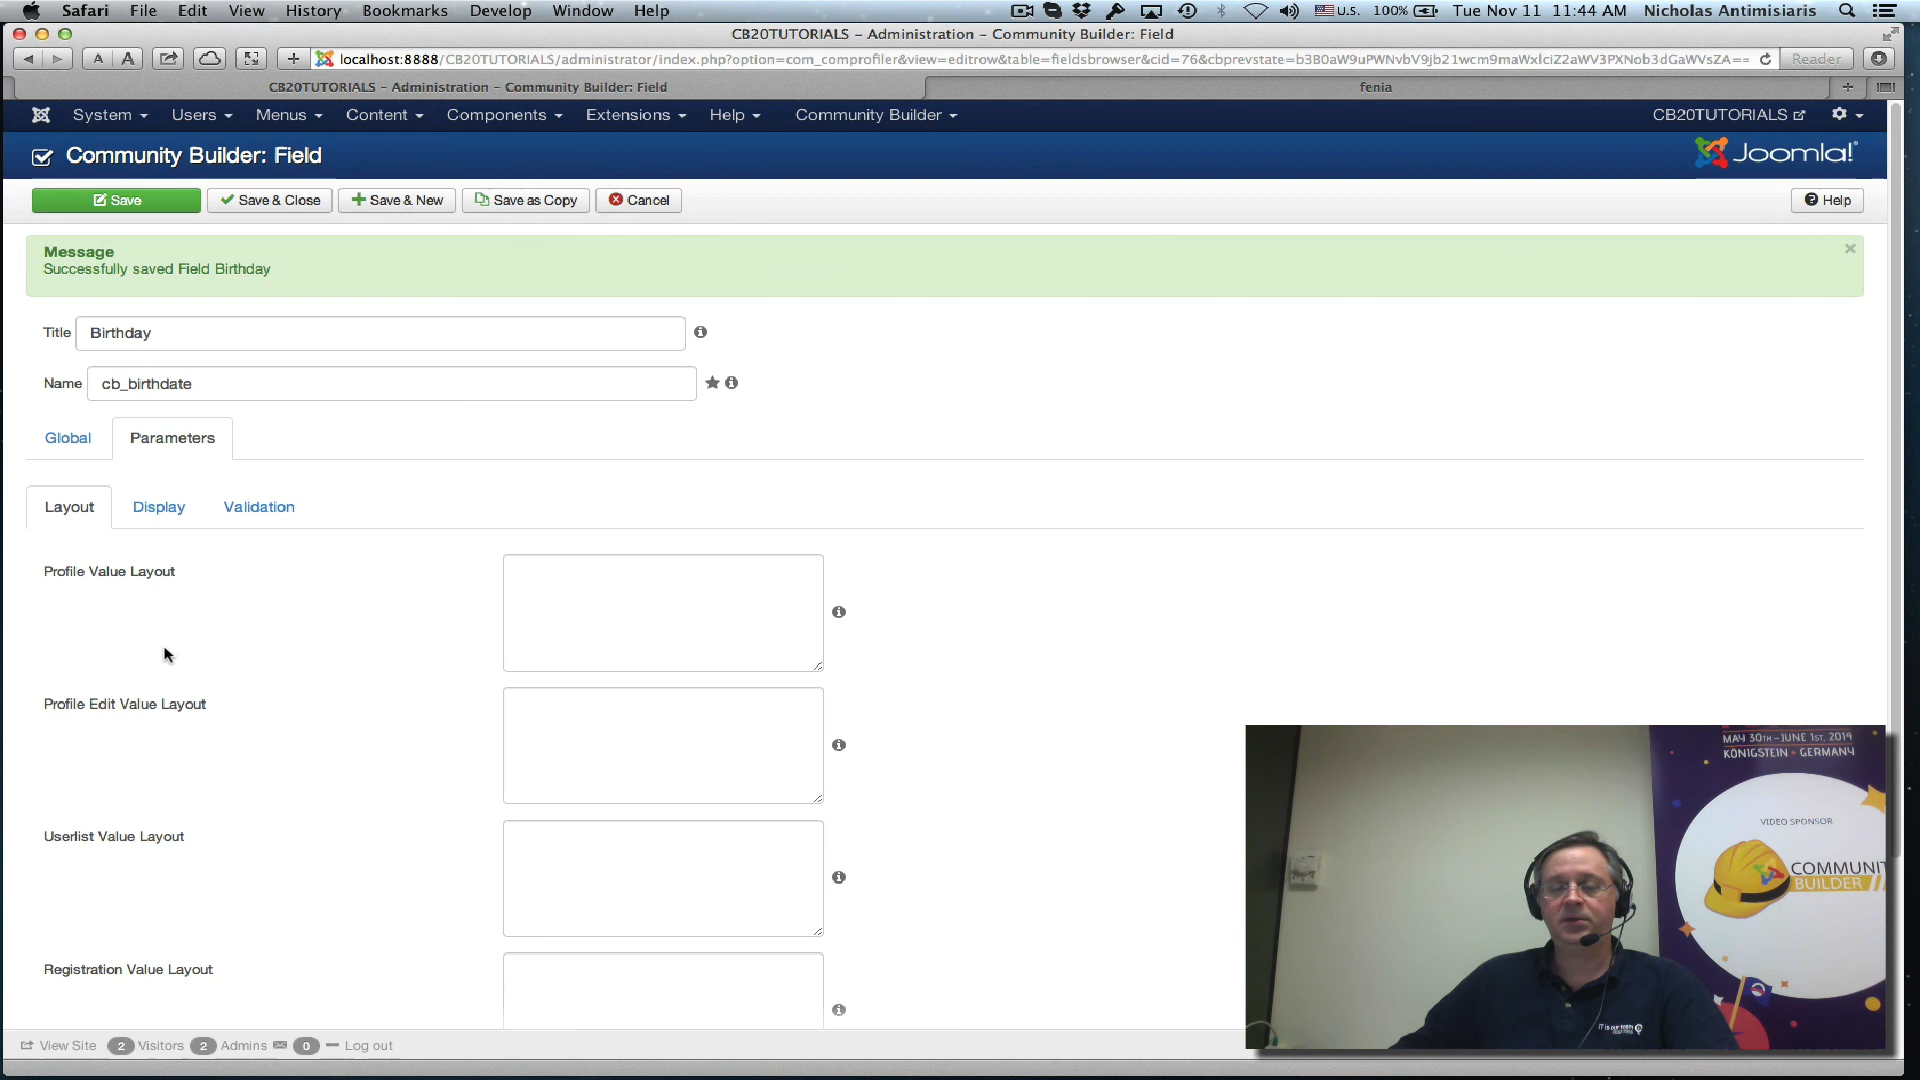 Safari File Edit View History Bookmarks Develop Window Help U.S. 100% Tue Nov 11 11:44 AM Nicholas Antimisiaris
CB20TUTORIALS – Administration – Community Builder: Field
A A + localhost:8888/CB20TUTORIALS/administrator/index.php?option=com_comprofiler&view=editrow&table=fieldsbrowser&cid=76&cbprevstate=b3B0aW9uPWNvbV9jb21wcm9maWxlciZ2aWV3PXNob3dGaWVsZA== Reader
CB20TUTORIALS – Administration – Community Builder: Field fenia +
System Users Menus Content Components Extensions Help Community Builder CB20TUTORIALS
Community Builder: Field Joomla!
Save Save & Close Save & New Save as Copy Cancel Help
Message
Successfully saved Field Birthday
Title Birthday
Name cb_birthdate
Global Parameters
Layout Display Validation
Profile Value Layout
Profile Edit Value Layout
Userlist Value Layout
Registration Value Layout
View Site 2 Visitors 2 Admins 0 Log out
MAY 30TH – JUNE 1ST, 2014
KÖNIGSTEIN • GERMANY
VIDEO SPONSOR
COMMUNIT
BUILDER